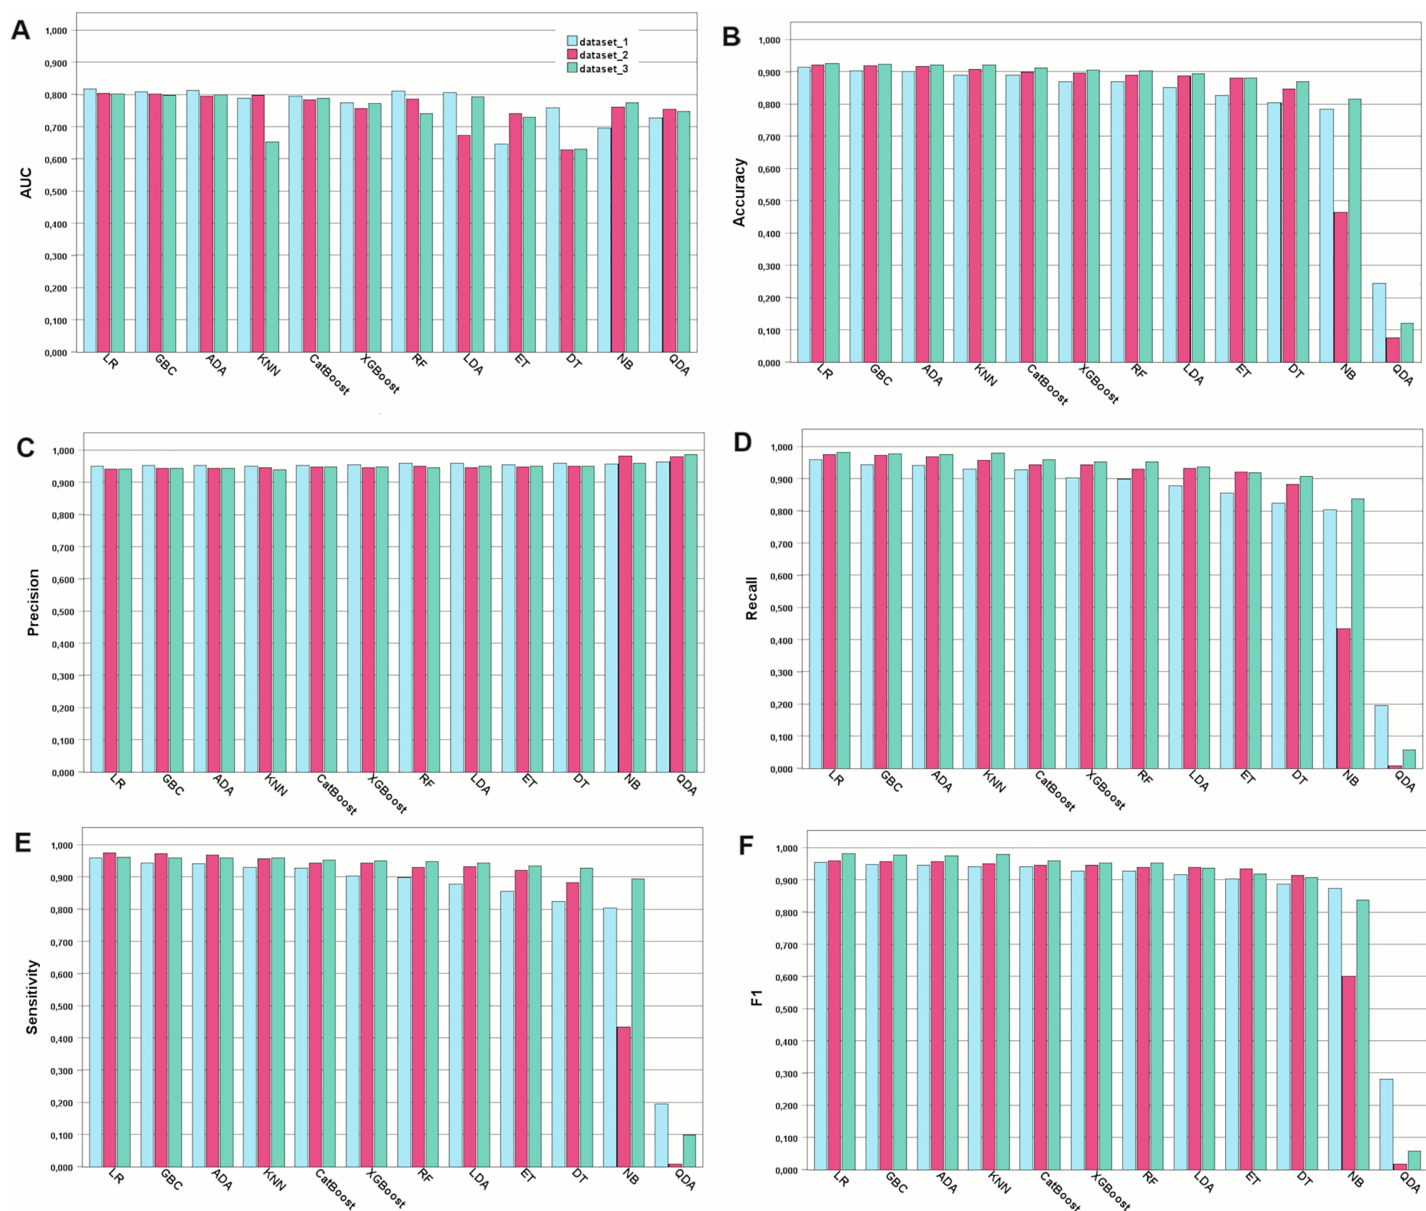 A
1,000
0,900
0,800
0,700
0,600
0,500
0,400
0,300
0,200
0,100
0,000
AUC
dataset_1
dataset_2
dataset_3
LR
GBC
ADA
KNN
CatBoost
XGBoost
RF
LDA
ET
DT
NB
QDA
B
1,000
0,900
0,800
0,700
0,600
0,500
0,400
0,300
0,200
0,100
0,000
Accuracy
LR
GBC
ADA
KNN
CatBoost
XGBoost
RF
LDA
ET
DT
NB
QDA
C
1,000
0,900
0,800
0,700
0,600
0,500
0,400
0,300
0,200
0,100
0,000
Precision
LR
GBC
ADA
KNN
CatBoost
XGBoost
RF
LDA
ET
DT
NB
QDA
D
1,000
0,900
0,800
0,700
0,600
0,500
0,400
0,300
0,200
0,100
0,000
Recall
LR
GBC
ADA
KNN
CatBoost
XGBoost
RF
LDA
ET
DT
NB
QDA
E
1,000
0,900
0,800
0,700
0,600
0,500
0,400
0,300
0,200
0,100
0,000
Sensitivity
LR
GBC
ADA
KNN
CatBoost
XGBoost
RF
LDA
ET
DT
NB
QDA
F
1,000
0,900
0,800
0,700
0,600
0,500
0,400
0,300
0,200
0,100
0,000
F1
LR
GBC
ADA
KNN
CatBoost
XGBoost
RF
LDA
ET
DT
NB
QDA